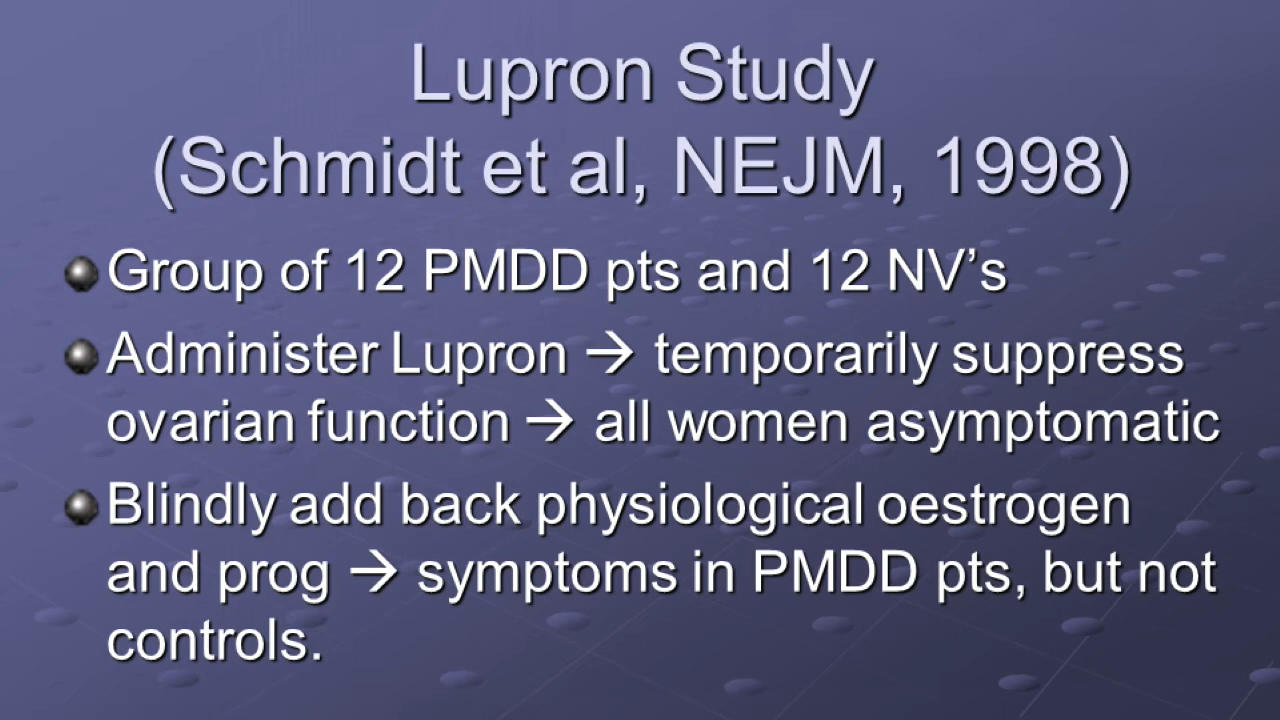 Lupron Study
(Schmidt et al, NEJM, 1998)
Group of 12 PMDD pts and 12 NV’s
Administer Lupron → temporarily suppress
ovarian function → all women asymptomatic
Blindly add back physiological oestrogen
and prog → symptoms in PMDD pts, but not
controls.